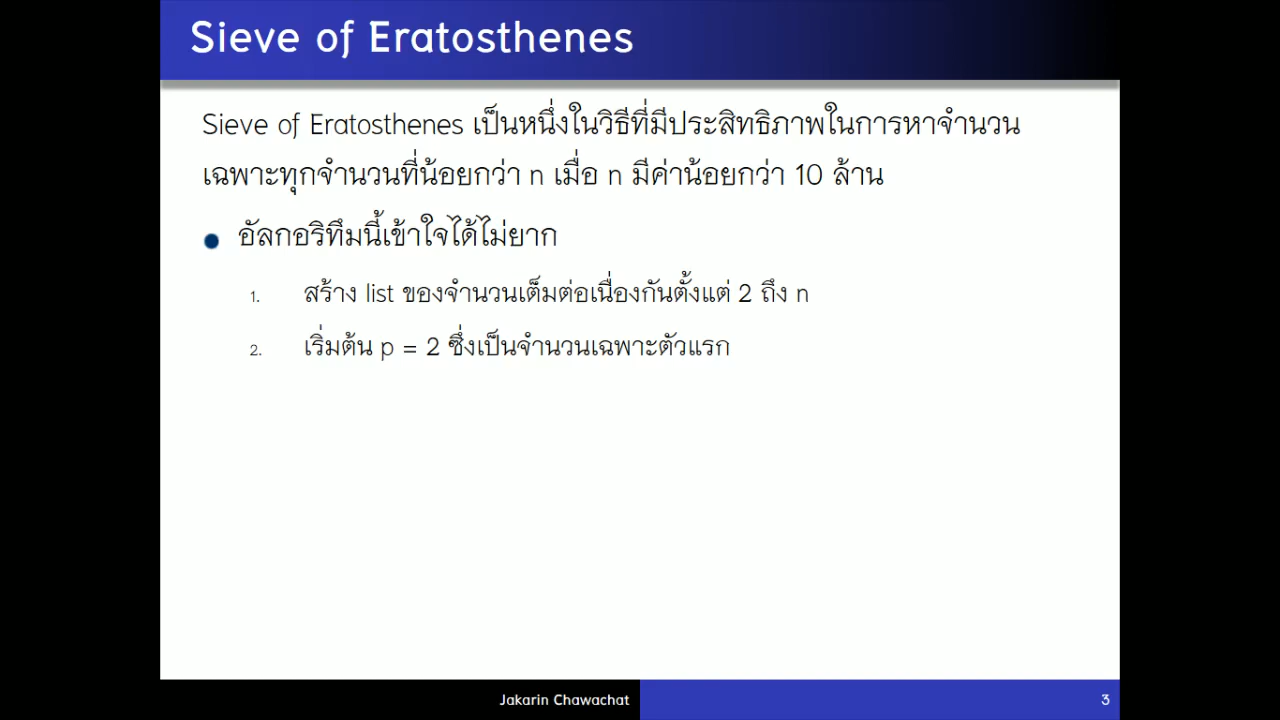 Sieve of Eratosthenes
Sieve of Eratosthenes เป็นหนึ่งในวิธีที่มีประสิทธิภาพในการหาจำนวน
เฉพาะทุกจำนวนที่น้อยกว่า n เมื่อ n มีค่าน้อยกว่า 10 ล้าน
อัลกอริทึมนี้เข้าใจได้ไม่ยาก
1. สร้าง list ของจำนวนเต็มต่อเนื่องกันตั้งแต่ 2 ถึง n
2. เริ่มต้น p = 2 ซึ่งเป็นจำนวนเฉพาะตัวแรก
Jakarin Chawachat 3